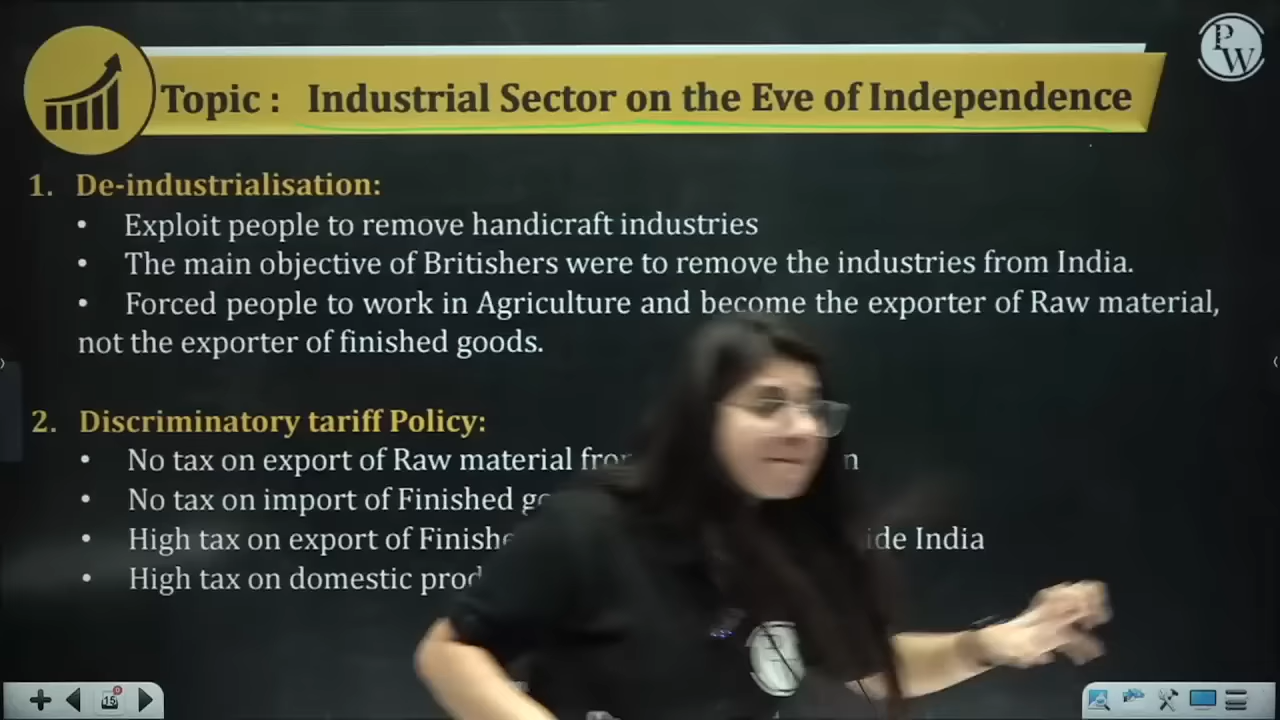 Topic : Industrial Sector on the Eve of Independence
PW
1. De-industrialisation:
• Exploit people to remove handicraft industries
• The main objective of Britishers were to remove the industries from India.
• Forced people to work in Agriculture and become the exporter of Raw material,
not the exporter of finished goods.
2. Discriminatory tariff Policy:
• No tax on export of Raw material
• No tax on import of Finished
• High tax on export of India
• High tax on domestic
15